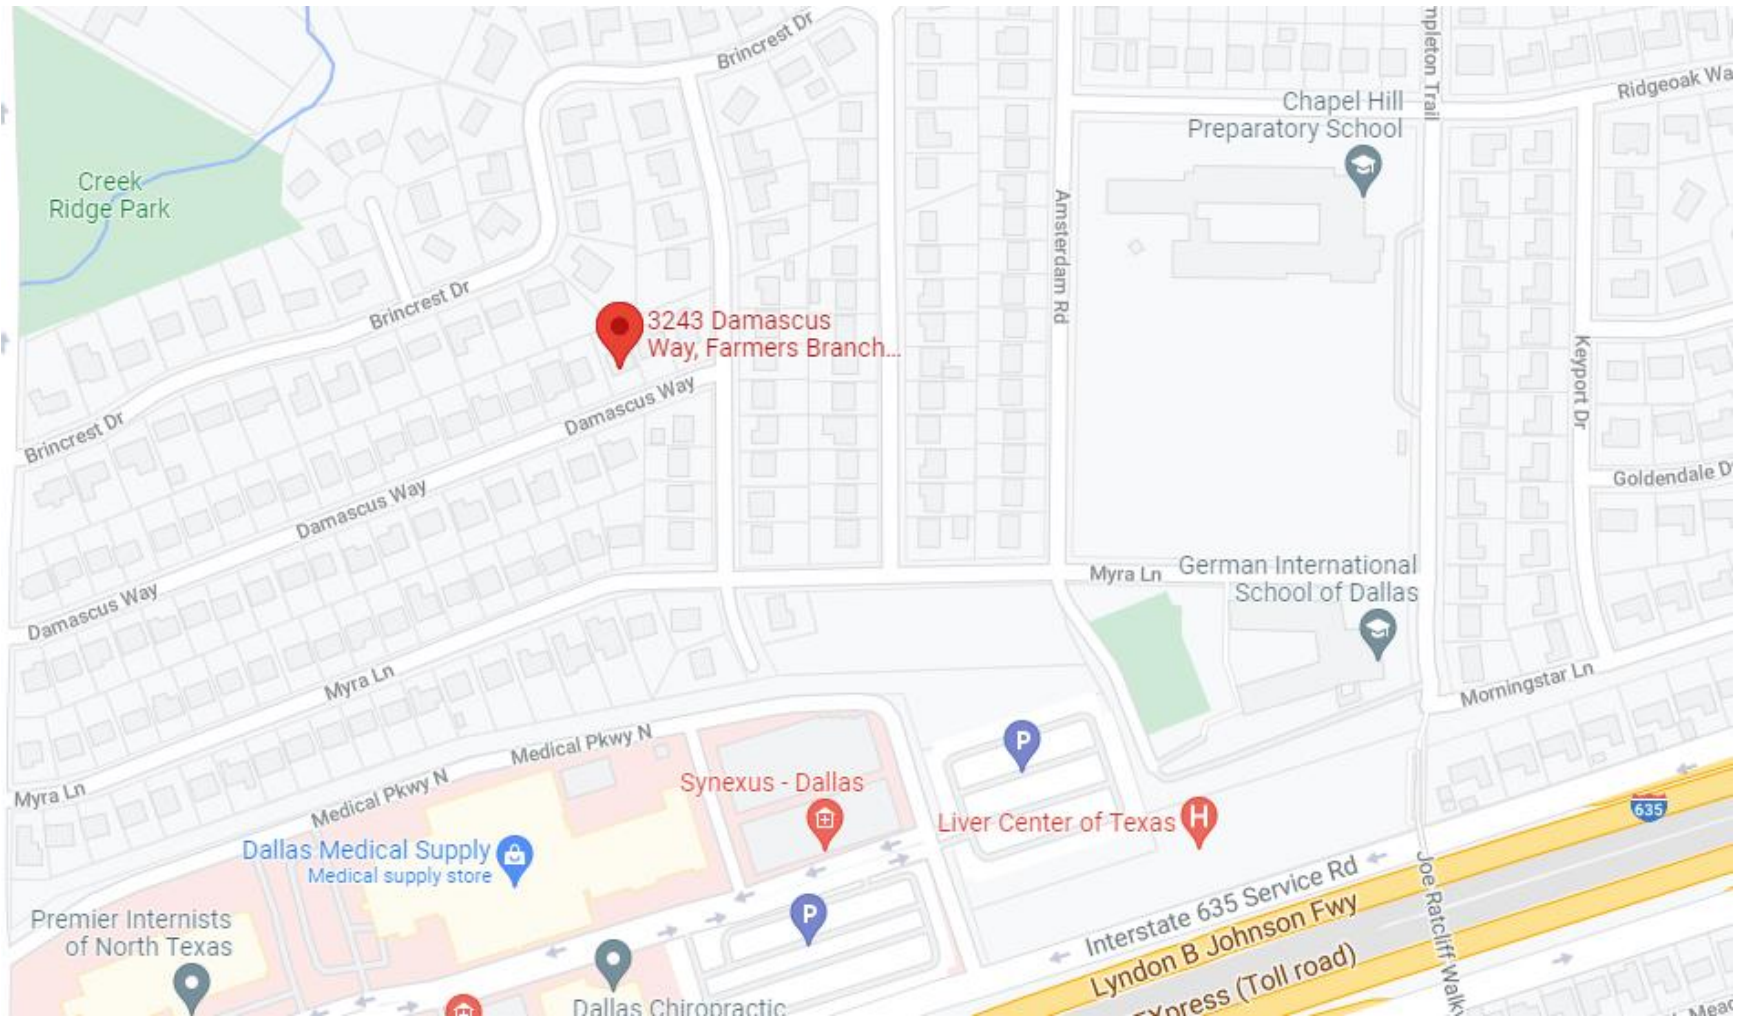 Brincrest Dr
mpleton Trail
Ridgeoak Wa
Chapel Hill
Preparatory School
Creek
Ridge Park
Amsterdam Rd
Brincrest Dr
3243 Damascus
Way, Farmers Branch...
Keyport Dr
Damascus Way
Brincrest Dr
Goldendale D
Damascus Way
German International
School of Dallas
Myra Ln
Damascus Way
Myra Ln
Morningstar Ln
Medical Pkwy N
Synexus - Dallas
P
Myra Ln
Medical Pkwy N
Liver Center of Texas
H
635
Dallas Medical Supply
Medical supply store
Interstate 635 Service Rd
Joe Ratcliff Walkw
Premier Internists
of North Texas
P
Lyndon B Johnson Fwy
EXpress (Toll road)
Dallas Chiropractic
Mead